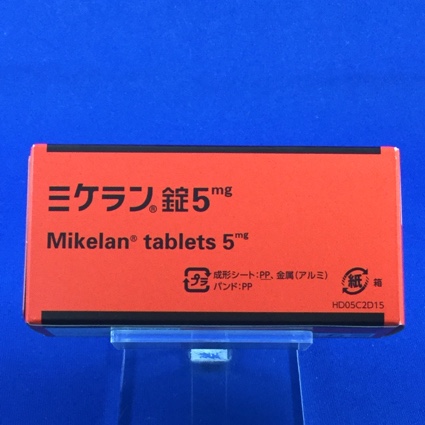 ミケラン®錠5mg
Mikelan® tablets 5mg
プラ 成形シート:PP、金属(アルミ)
バンド:PP
紙 箱
HD05C2D15